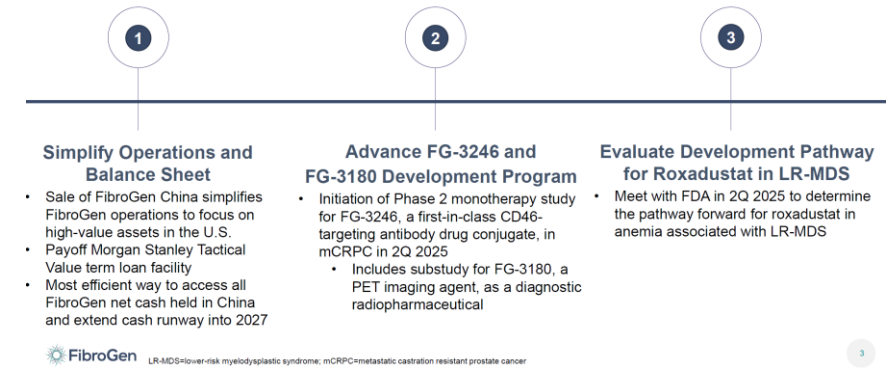 1
2
3
Simplify Operations and
Balance Sheet
• Sale of FibroGen China simplifies
FibroGen operations to focus on
high-value assets in the U.S.
• Payoff Morgan Stanley Tactical
Value term loan facility
• Most efficient way to access all
FibroGen net cash held in China
and extend cash runway into 2027
Advance FG-3246 and
FG-3180 Development Program
• Initiation of Phase 2 monotherapy study
for FG-3246, a first-in-class CD46-
targeting antibody drug conjugate, in
mCRPC in 2Q 2025
• Includes substudy for FG-3180, a
PET imaging agent, as a diagnostic
radiopharmaceutical
Evaluate Development Pathway
for Roxadustat in LR-MDS
• Meet with FDA in 2Q 2025 to determine
the pathway forward for roxadustat in
anemia associated with LR-MDS
FibroGen
LR-MDS=lower-risk myelodysplastic syndrome; mCRPC=metastatic castration resistant prostate cancer
3